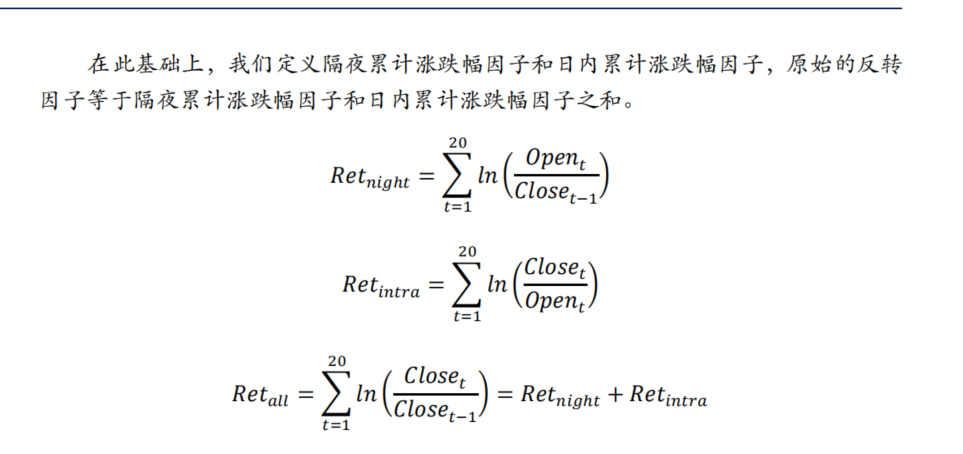 在此基础上，我们定义隔夜累计涨跌幅因子和日内累计涨跌幅因子，原始的反转
因子等于隔夜累计涨跌幅因子和日内累计涨跌幅因子之和。
$Ret_{night} = \sum_{t=1}^{20} ln\left(\frac{Open_t}{Close_{t-1}}\right)$
$Ret_{intra} = \sum_{t=1}^{20} ln\left(\frac{Close_t}{Open_t}\right)$
$Ret_{all} = \sum_{t=1}^{20} ln\left(\frac{Close_t}{Close_{t-1}}\right) = Ret_{night} + Ret_{intra}$